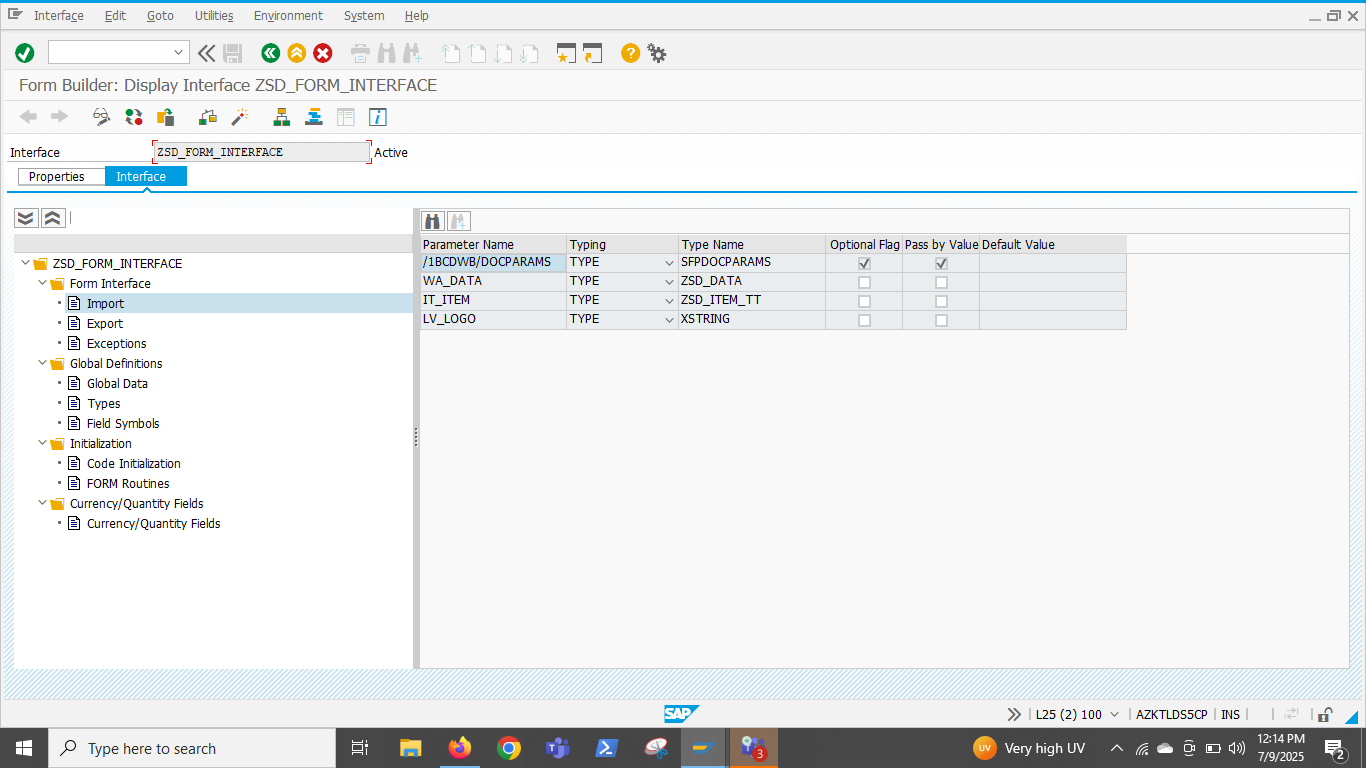 Interface Edit Goto Utilities Environment System Help
Form Builder: Display Interface ZSD_FORM_INTERFACE
Interface ZSD_FORM_INTERFACE Active
Properties Interface
Parameter Name Typing Type Name Optional Flag Pass by Value Default Value
/1BCDWB/DOCPARAMS TYPE SFPDOCPARAMS
WA_DATA TYPE ZSD_DATA
IT_ITEM TYPE ZSD_ITEM_TT
LV_LOGO TYPE XSTRING
ZSD_FORM_INTERFACE
Form Interface
Import
Export
Exceptions
Global Definitions
Global Data
Types
Field Symbols
Initialization
Code Initialization
FORM Routines
Currency/Quantity Fields
Currency/Quantity Fields
SAP L25 (2) 100 AZKTLDS5CP INS
Type here to search 3 UV Very high UV 12:14 PM 2
7/9/2025